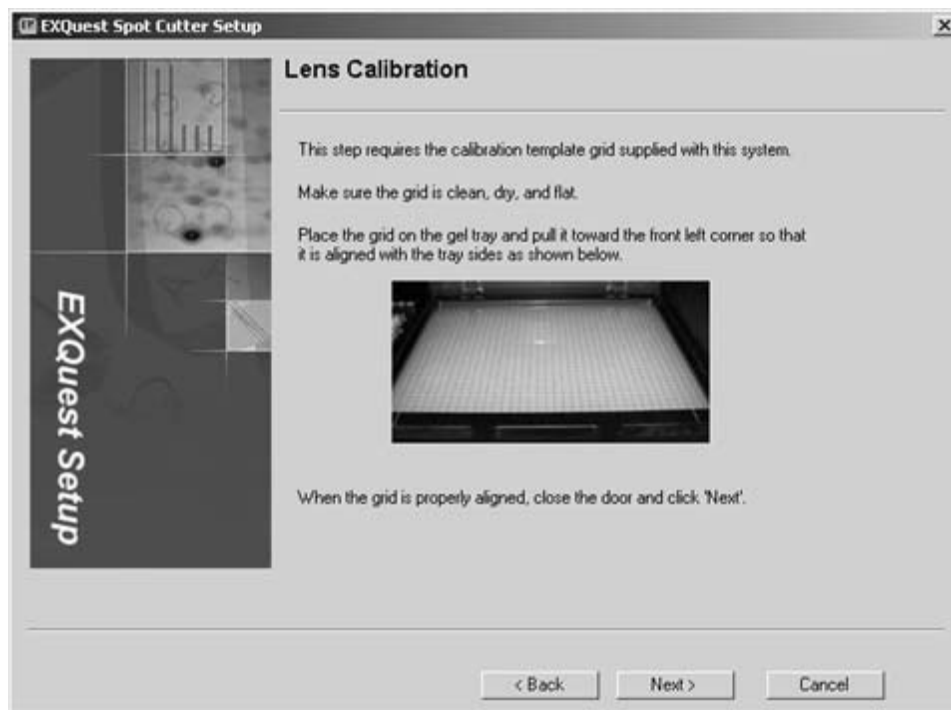 EXQuest Spot Cutter Setup
Lens Calibration
This step requires the calibration template grid supplied with this system.
Make sure the grid is clean, dry, and flat.
Place the grid on the gel tray and pull it toward the front left corner so that
it is aligned with the tray sides as shown below.
When the grid is properly aligned, close the door and click 'Next'.
EXQuest Setup
< Back
Next >
Cancel